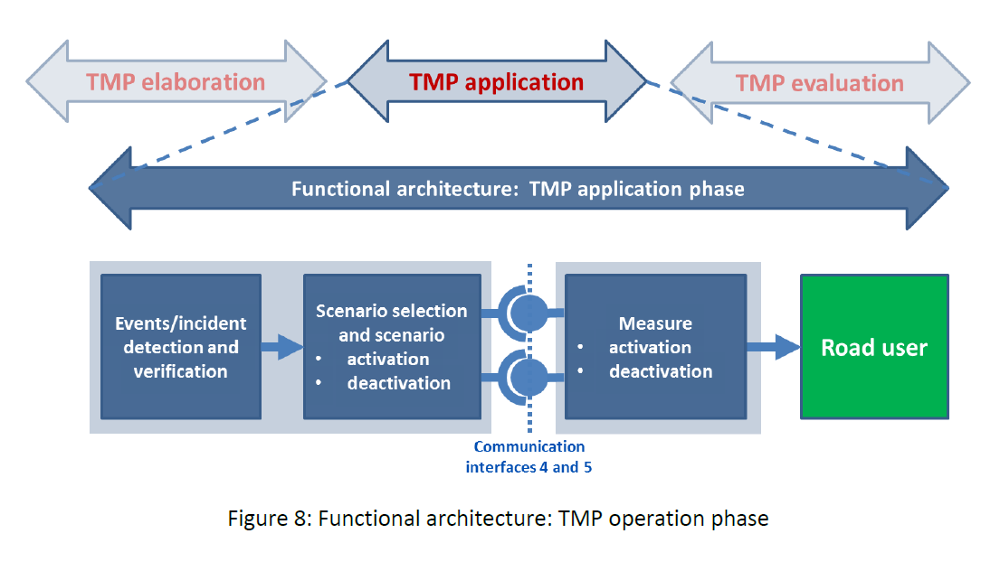 TMP elaboration
TMP application
TMP evaluation
Functional architecture:  TMP application phase
Events/incident
detection and
verification
Scenario selection
and scenario
• activation
• deactivation
Measure
• activation
• deactivation
Road user
Communication
interfaces 4 and 5
Figure 8: Functional architecture: TMP operation phase